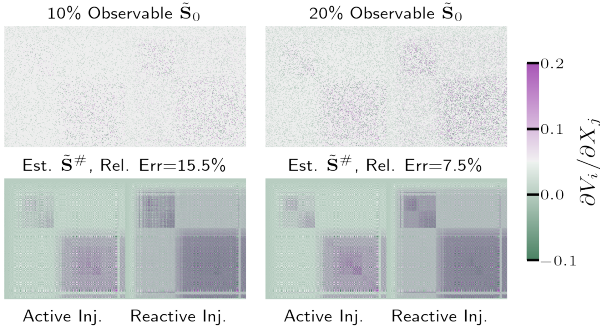 10% Observable S̃₀
20% Observable S̃₀
Est. S̃#, Rel. Err=15.5%
Est. S̃#, Rel. Err=7.5%
Active Inj.
Reactive Inj.
Active Inj.
Reactive Inj.
0.2
0.1
0.0
−0.1
∂Vᵢ/∂Xⱼ